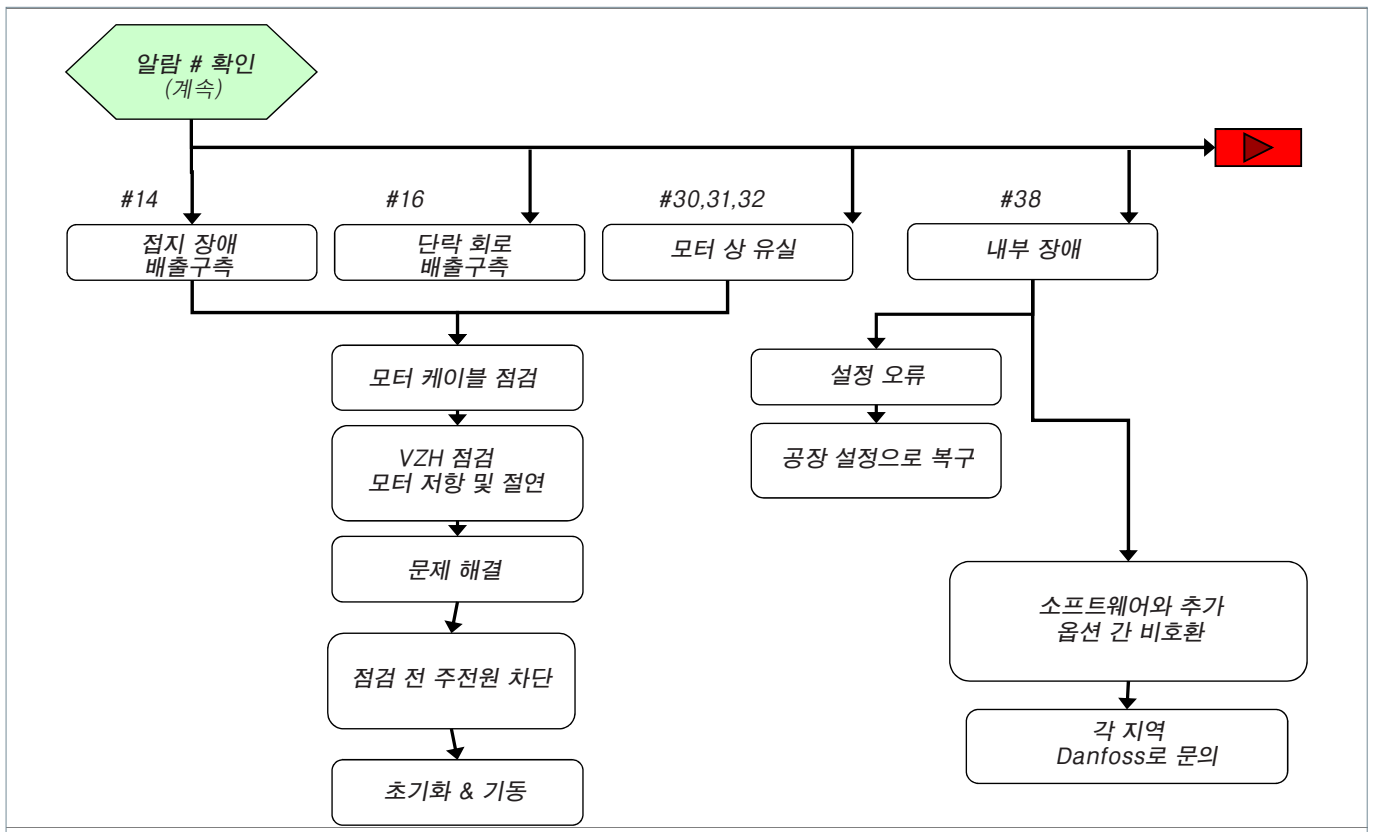 알람 # 확인
(계속)
#14
#16
#30,31,32
#38
접지 장애
배출구측
단락 회로
배출구측
모터 상 유실
내부 장애
모터 케이블 점검
설정 오류
VZH 점검
모터 저항 및 절연
공장 설정으로 복구
문제 해결
소프트웨어와 추가
옵션 간 비호환
점검 전 주전원 차단
각 지역
Danfoss로 문의
초기화 & 기동